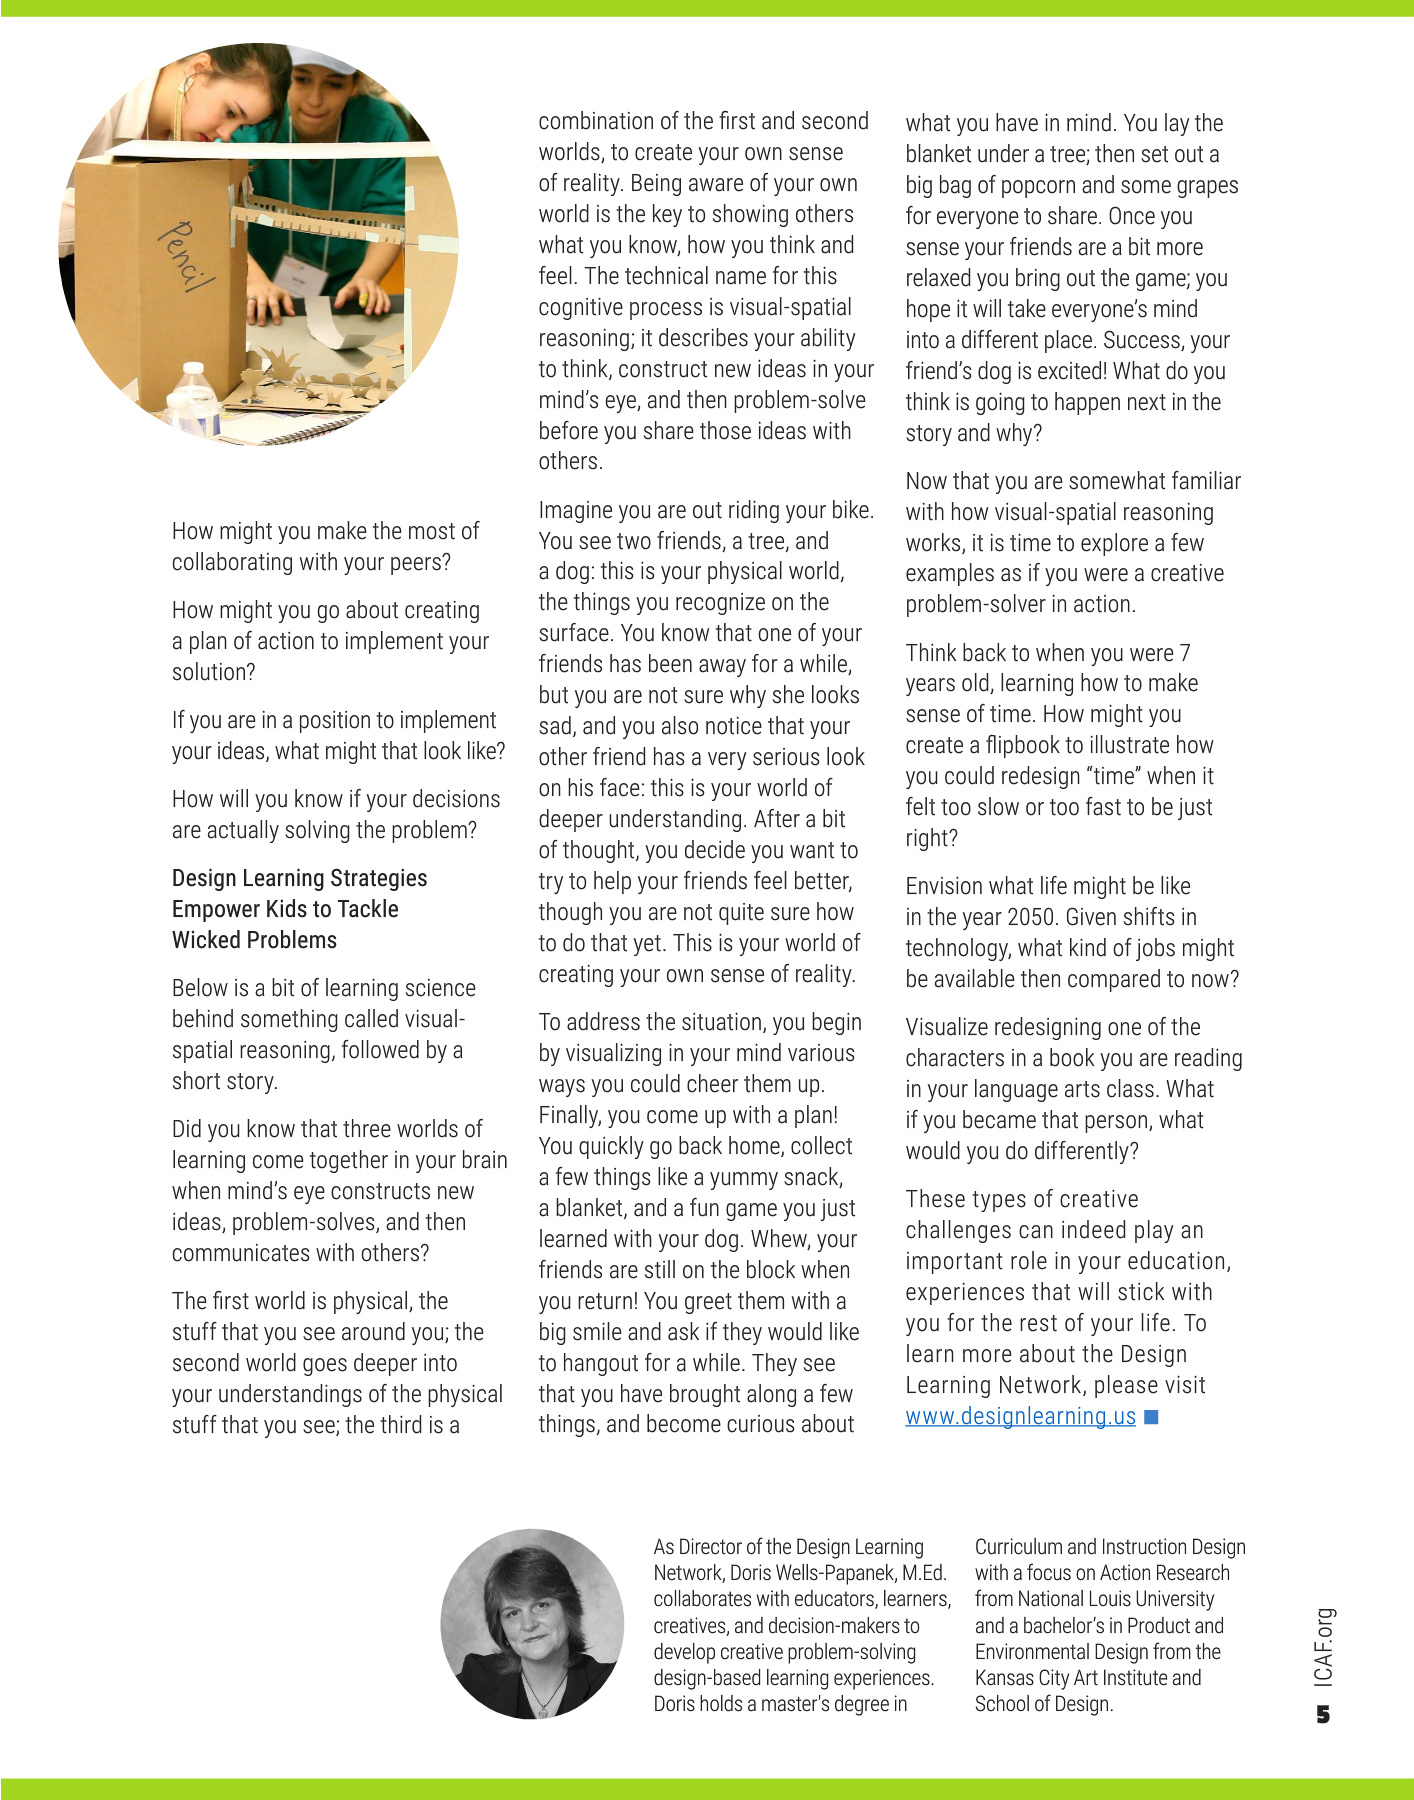 Pencil
How might you make the most of
collaborating with your peers?
How might you go about creating
a plan of action to implement your
solution?
If you are in a position to implement
your ideas, what might that look like?
How will you know if your decisions
are actually solving the problem?
Design Learning Strategies
Empower Kids to Tackle
Wicked Problems
Below is a bit of learning science
behind something called visual-
spatial reasoning, followed by a
short story.
Did you know that three worlds of
learning come together in your brain
when mind’s eye constructs new
ideas, problem-solves, and then
communicates with others?
The first world is physical, the
stuff that you see around you; the
second world goes deeper into
your understandings of the physical
stuff that you see; the third is a
combination of the first and second
worlds, to create your own sense
of reality. Being aware of your own
world is the key to showing others
what you know, how you think and
feel. The technical name for this
cognitive process is visual-spatial
reasoning; it describes your ability
to think, construct new ideas in your
mind’s eye, and then problem-solve
before you share those ideas with
others.
Imagine you are out riding your bike.
You see two friends, a tree, and
a dog: this is your physical world,
the things you recognize on the
surface. You know that one of your
friends has been away for a while,
but you are not sure why she looks
sad, and you also notice that your
other friend has a very serious look
on his face: this is your world of
deeper understanding. After a bit
of thought, you decide you want to
try to help your friends feel better,
though you are not quite sure how
to do that yet. This is your world of
creating your own sense of reality.
To address the situation, you begin
by visualizing in your mind various
ways you could cheer them up.
Finally, you come up with a plan!
You quickly go back home, collect
a few things like a yummy snack,
a blanket, and a fun game you just
learned with your dog. Whew, your
friends are still on the block when
you return! You greet them with a
big smile and ask if they would like
to hangout for a while. They see
that you have brought along a few
things, and become curious about
what you have in mind. You lay the
blanket under a tree; then set out a
big bag of popcorn and some grapes
for everyone to share. Once you
sense your friends are a bit more
relaxed you bring out the game; you
hope it will take everyone’s mind
into a different place. Success, your
friend’s dog is excited! What do you
think is going to happen next in the
story and why?
Now that you are somewhat familiar
with how visual-spatial reasoning
works, it is time to explore a few
examples as if you were a creative
problem-solver in action.
Think back to when you were 7
years old, learning how to make
sense of time. How might you
create a flipbook to illustrate how
you could redesign “time” when it
felt too slow or too fast to be just
right?
Envision what life might be like
in the year 2050. Given shifts in
technology, what kind of jobs might
be available then compared to now?
Visualize redesigning one of the
characters in a book you are reading
in your language arts class. What
if you became that person, what
would you do differently?
These types of creative
challenges can indeed play an
important role in your education,
experiences that will stick with
you for the rest of your life. To
learn more about the Design
Learning Network, please visit
www.designlearning.us
As Director of the Design Learning
Network, Doris Wells-Papanek, M.Ed.
collaborates with educators, learners,
creatives, and decision-makers to
develop creative problem-solving
design-based learning experiences.
Doris holds a master's degree in
Curriculum and Instruction Design
with a focus on Action Research
from National Louis University
and a bachelor’s in Product and
Environmental Design from the
Kansas City Art Institute and
School of Design.
ICAF.org
5